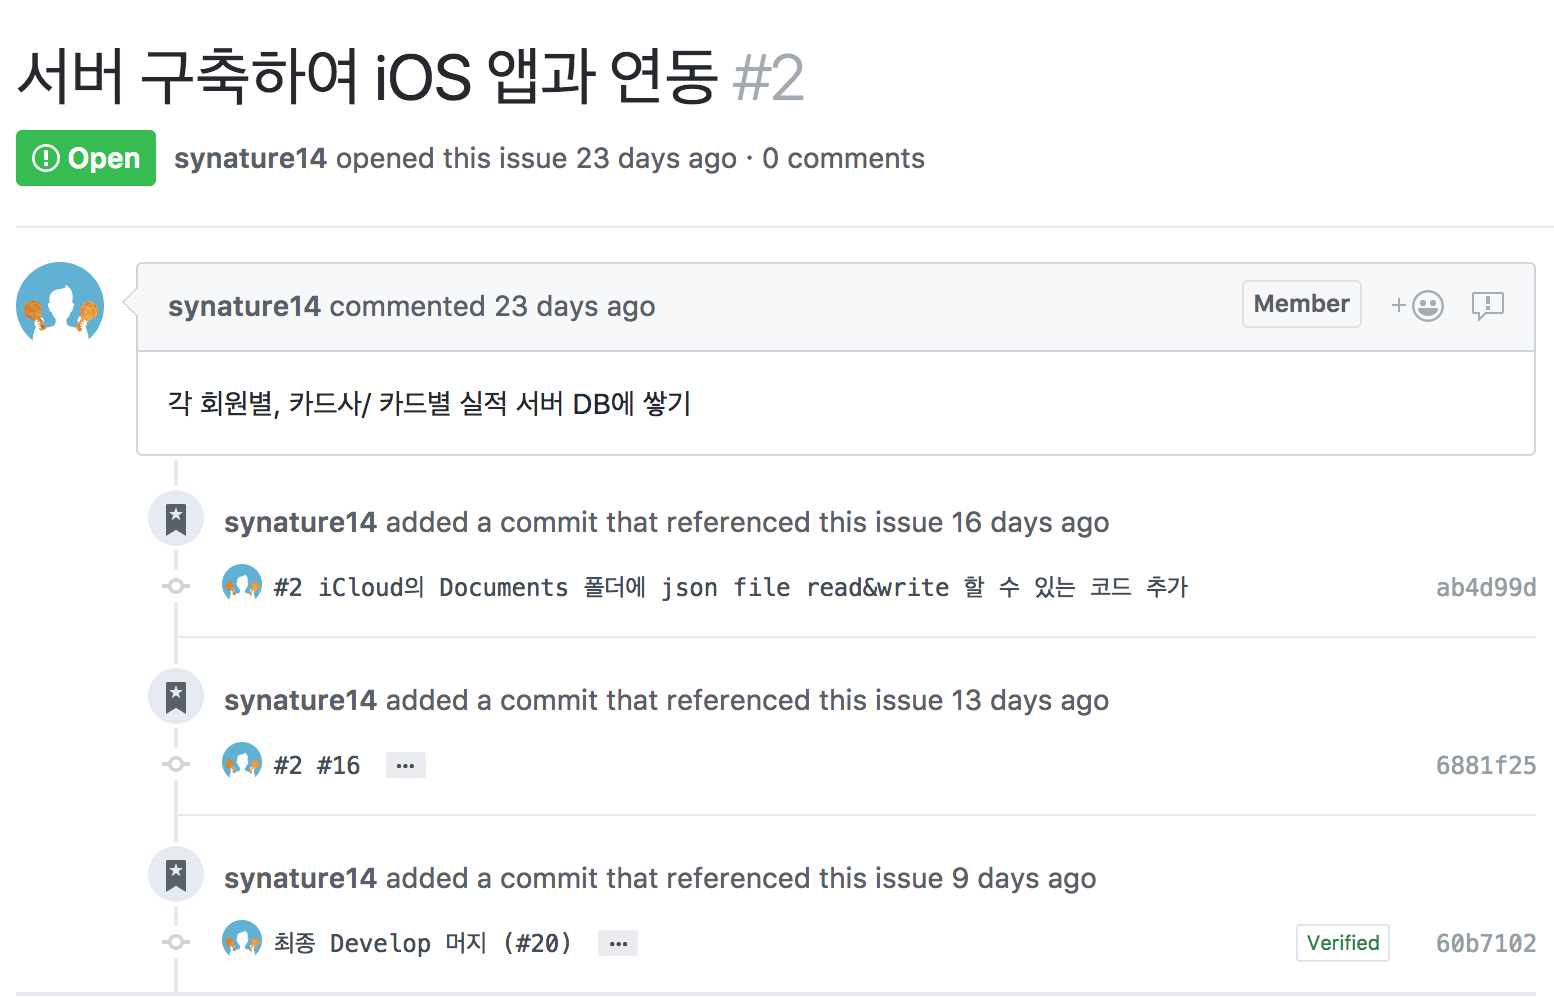 서버 구축하여 iOS 앱과 연동 #2
Open synature14 opened this issue 23 days ago · 0 comments
synature14 commented 23 days ago Member +
각 회원별, 카드사/ 카드별 실적 서버 DB에 쌓기
synature14 added a commit that referenced this issue 16 days ago
#2 iCloud의 Documents 폴더에 json file read&write 할 수 있는 코드 추가 ab4d99d
synature14 added a commit that referenced this issue 13 days ago
#2 #16 … 6881f25
synature14 added a commit that referenced this issue 9 days ago
최종 Develop 머지 (#20) … Verified 60b7102